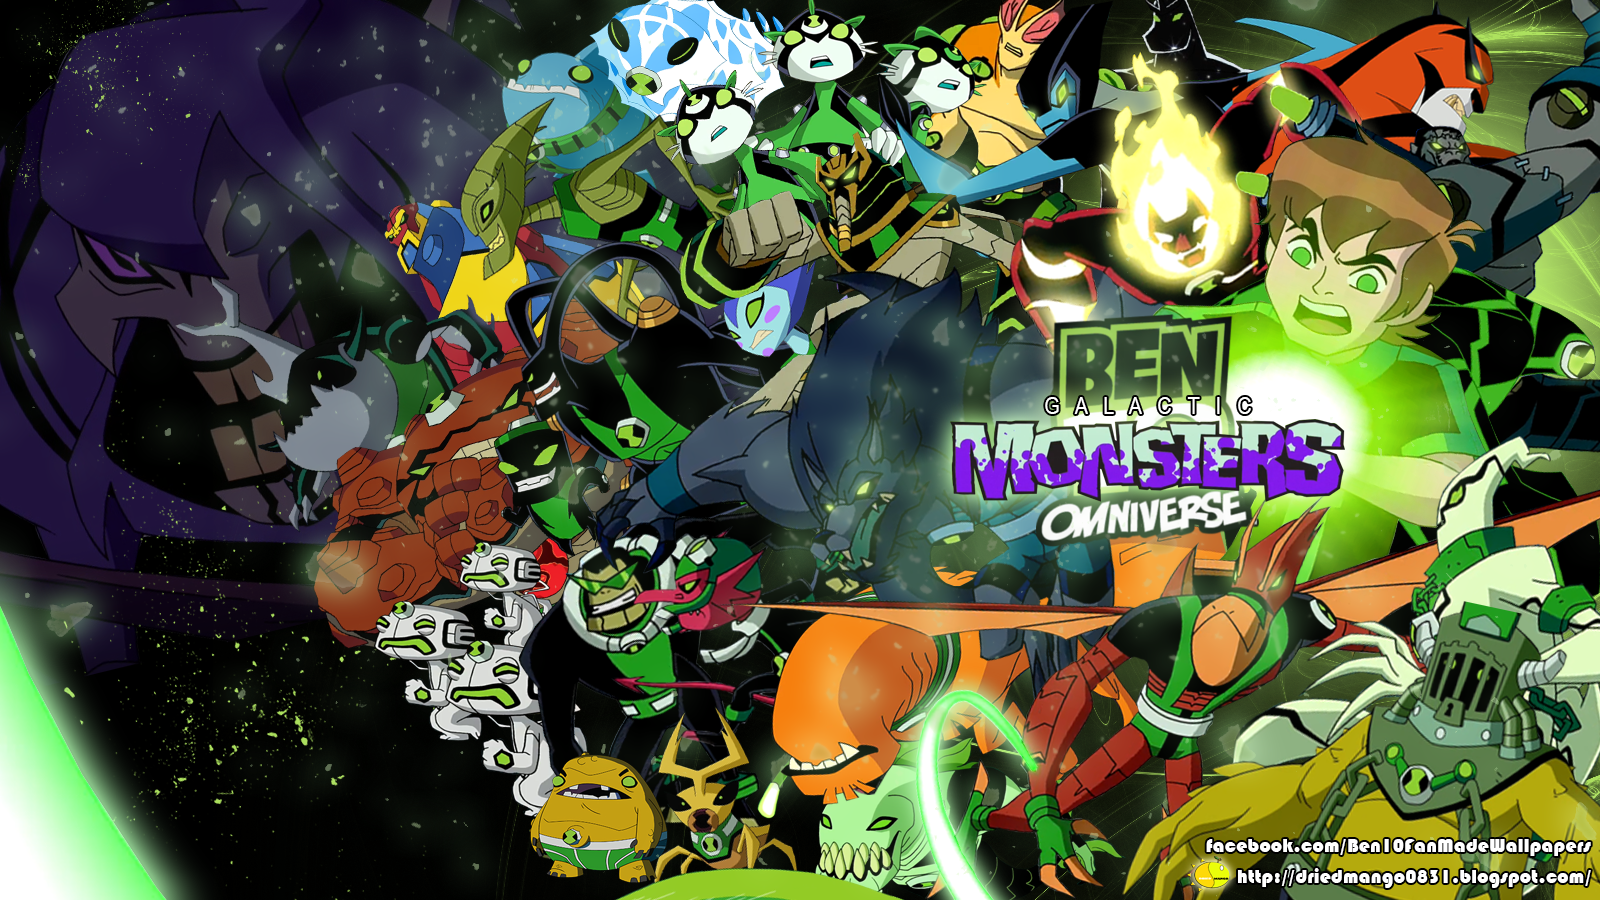 BEN
GALACTIC
MONSTERS
OMNIVERSE
facebook.com/Ben10FanMadeWallpapers
http://driedmango0831.blogspot.com/